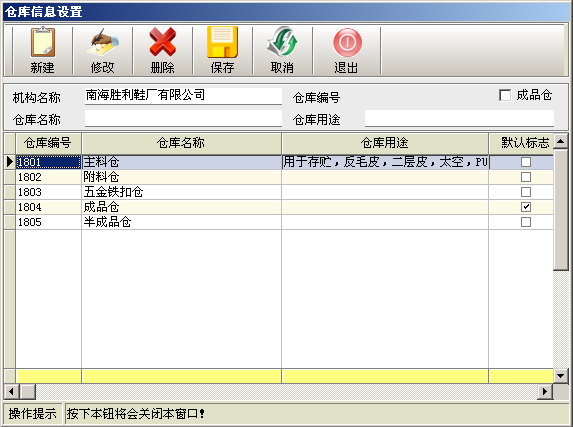 仓库信息设置
新建 修改 删除 保存 取消 退出
机构名称 南海胜利鞋厂有限公司 仓库编号 成品仓
仓库名称 仓库用途
仓库编号 仓库名称 仓库用途 默认标志
1801 主料仓 用于存贮，反毛皮，二层皮，太空，PU
1802 附料仓
1803 五金铁扣仓
1804 成品仓
1805 半成品仓
操作提示 按下本钮将会关闭本窗口！